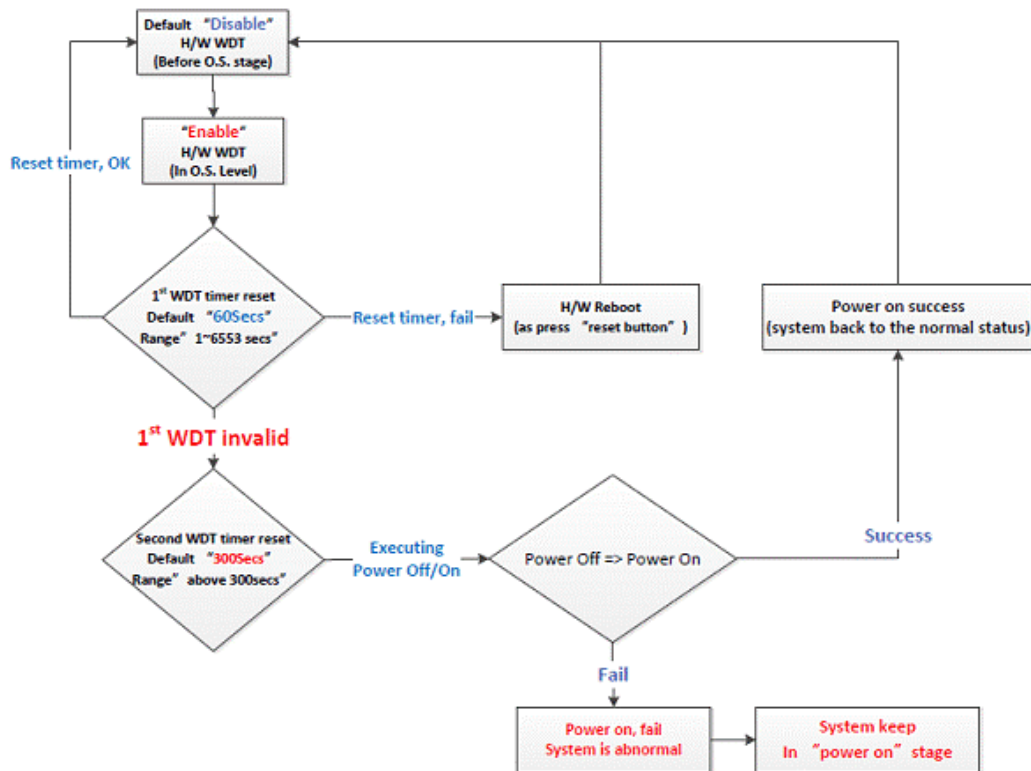 Default “Disable”
H/W WDT
(Before O.S. stage)
“Enable”
H/W WDT
(In O.S. Level)
Reset timer, OK
1st WDT timer reset
Default “60Secs”
Range” 1~6553 secs”
Reset timer, fail
H/W Reboot
(as press “reset button” )
Power on success
(system back to the normal status)
1st WDT invalid
Second WDT timer reset
Default “300Secs”
Range” above 300secs”
Executing
Power Off/On
Power Off => Power On
Success
Fail
Power on, fail
System is abnormal
System keep
In “power on” stage